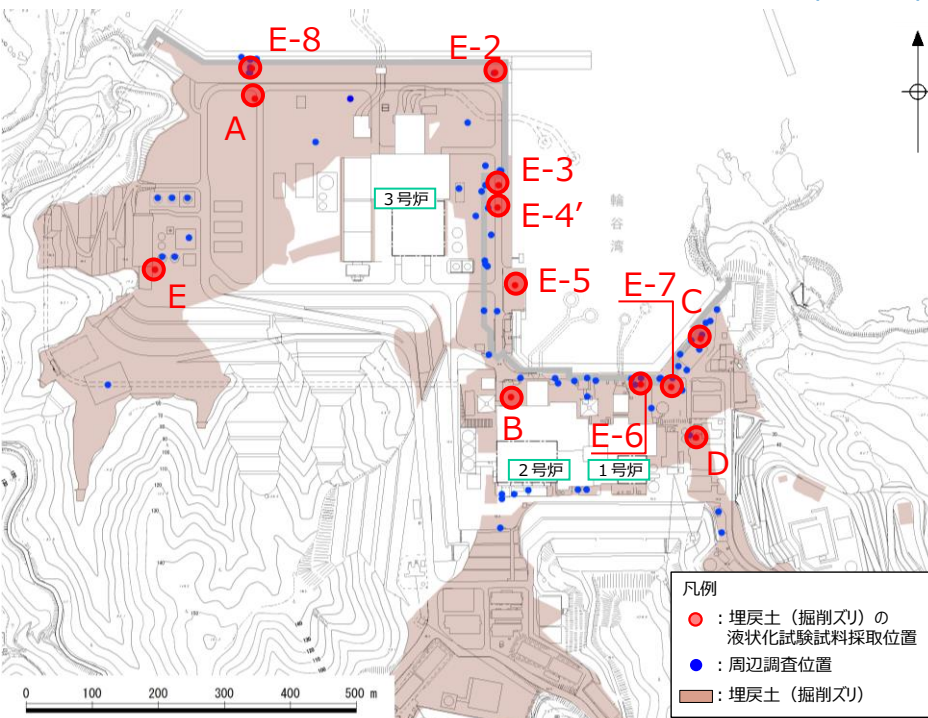 E-8
E-2
A
E-3
3号炉
E-4’
輪谷湾
E
E-5
E-7
C
B
E-6
D
2号炉
1号炉
凡例
：埋戻土（掘削ズリ）の
液状化試験試料採取位置
：周辺調査位置
：埋戻土（掘削ズリ）
0 100 200 300 400 500 m